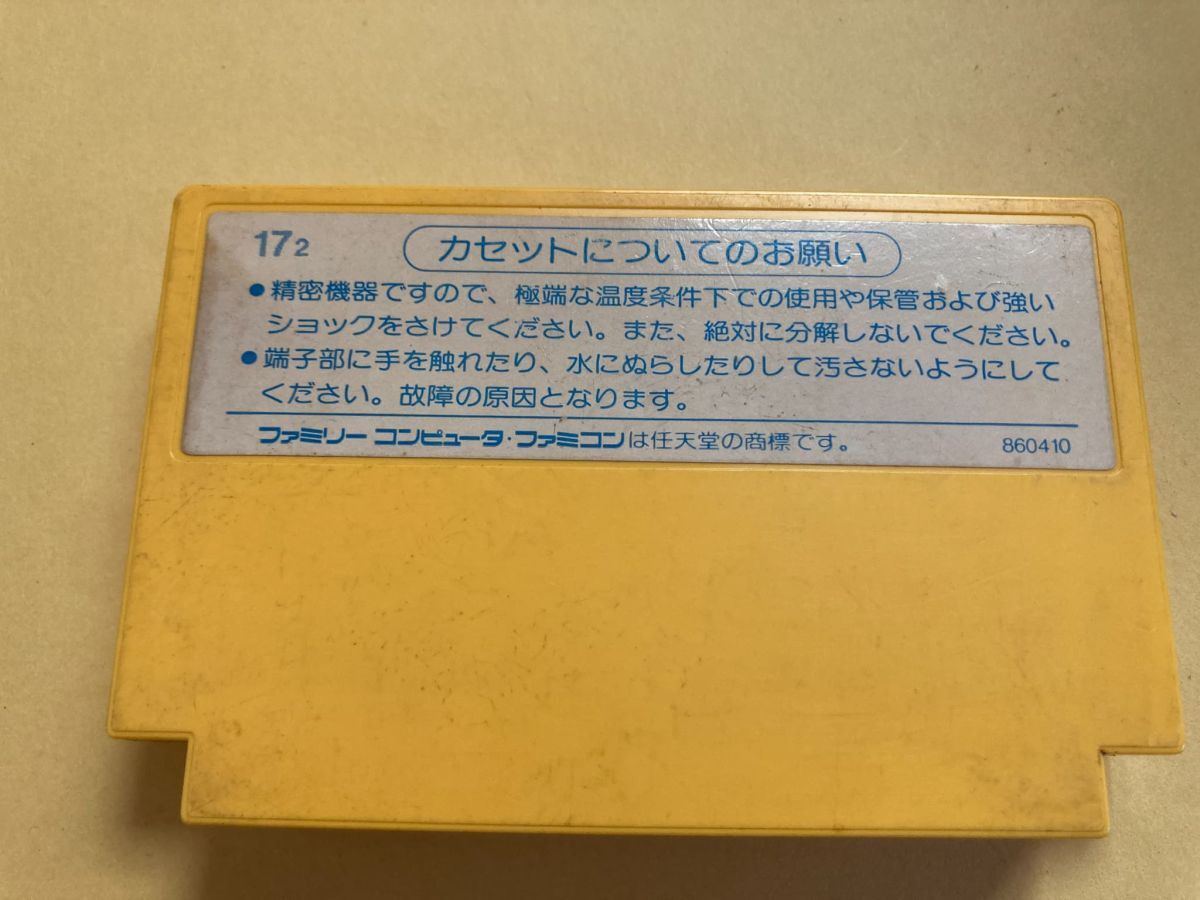 17₂
カセットについてのお願い
●精密機器ですので、極端な温度条件下での使用や保管および強い
ショックをさけてください。また、絶対に分解しないでください。
●端子部に手を触れたり、水にぬらしたりして汚さないようにして
ください。故障の原因となります。
ファミリー コンピュータ・ファミコンは任天堂の商標です。 860410